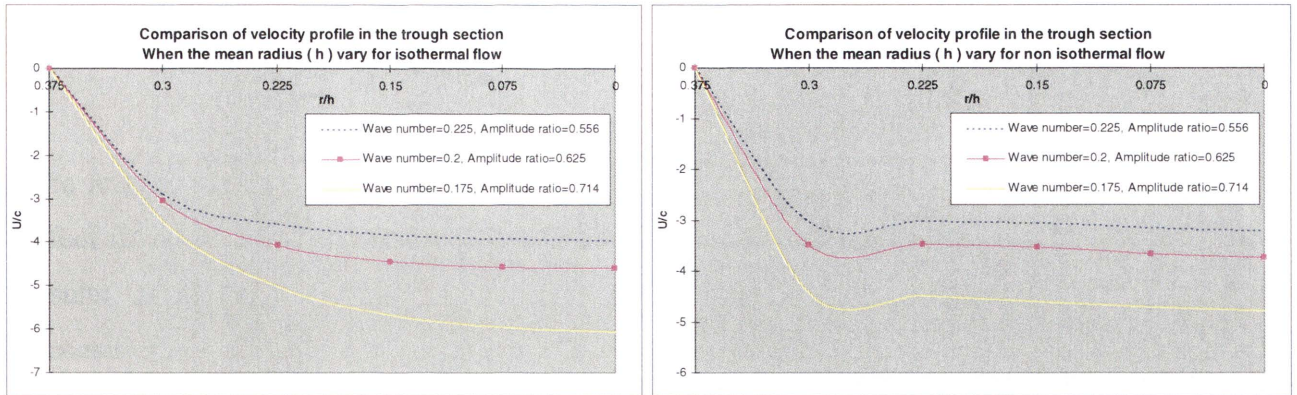 Comparison of velocity profile in the trough section
When the mean radius ( h ) vary for isothermal flow
0
0.375 0.3 0.225 0.15 0.075 0
r/h
-1
-2
-3
-4
-5
-6
-7
U/c
Wave number=0.225, Amplitude ratio=0.556
Wave number=0.2, Amplitude ratio=0.625
Wave number=0.175, Amplitude ratio=0.714
Comparison of velocity profile in the trough section
When the mean radius ( h ) vary for non isothermal flow
0
0.375 0.3 0.225 0.15 0.075 0
r/h
-1
-2
-3
-4
-5
-6
U/c
Wave number=0.225, Amplitude ratio=0.556
Wave number=0.2, Amplitude ratio=0.625
Wave number=0.175, Amplitude ratio=0.714